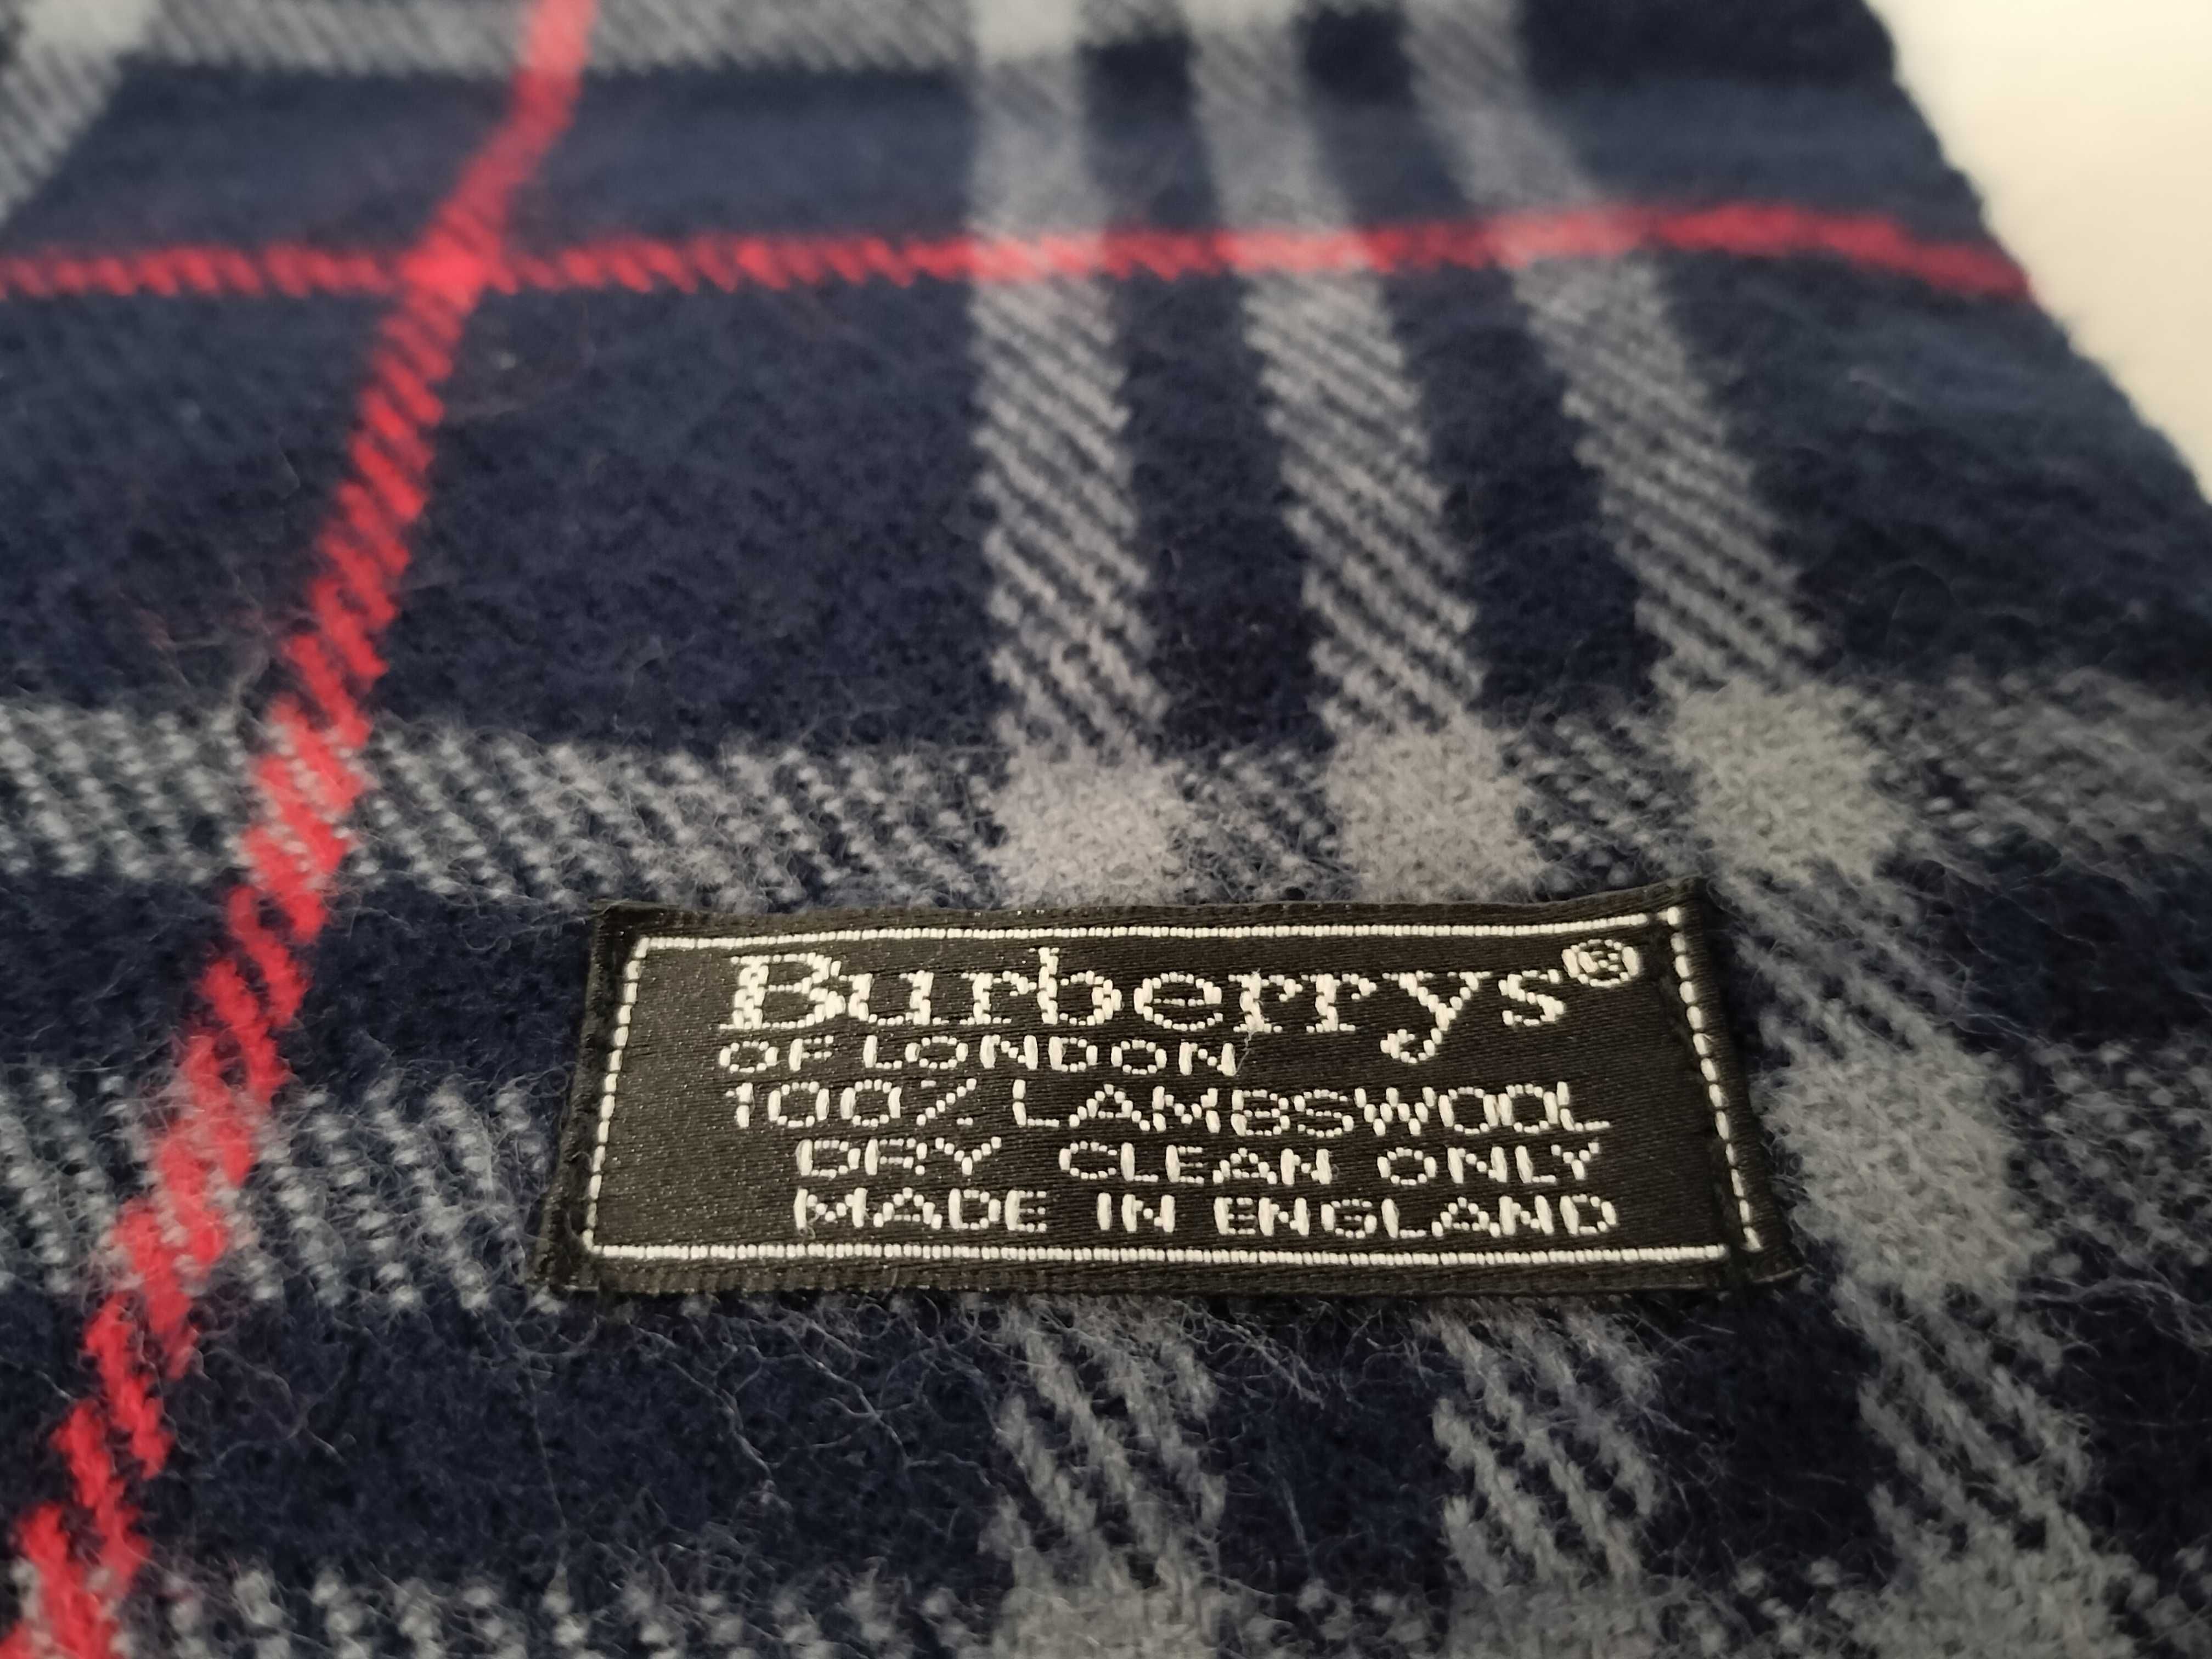 Burberrys®
OF LONDON
100% LAMBSWOOL
DRY CLEAN ONLY
MADE IN ENGLAND